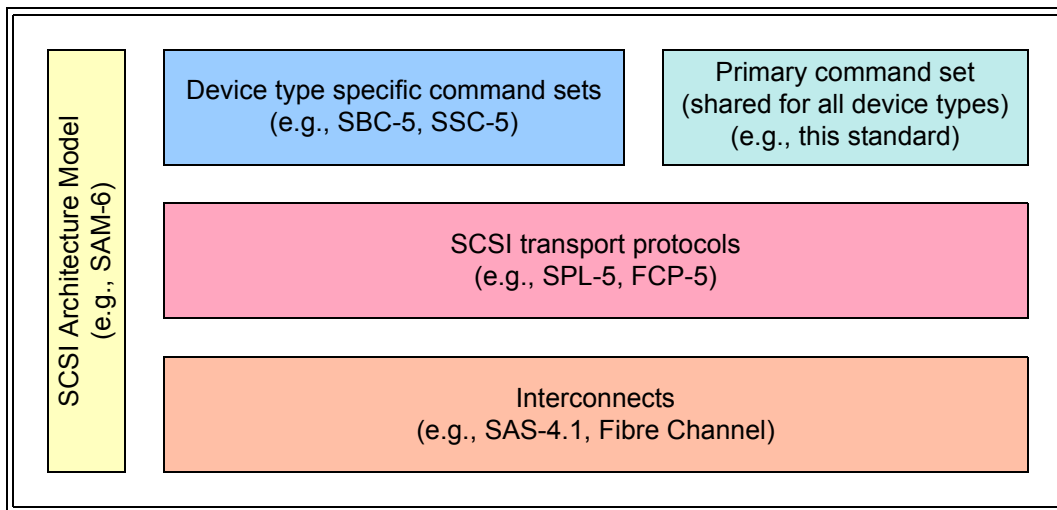 SCSI Architecture Model
(e.g., SAM-6)
Device type specific command sets
(e.g., SBC-5, SSC-5)
Primary command set
(shared for all device types)
(e.g., this standard)
SCSI transport protocols
(e.g., SPL-5, FCP-5)
Interconnects
(e.g., SAS-4.1, Fibre Channel)